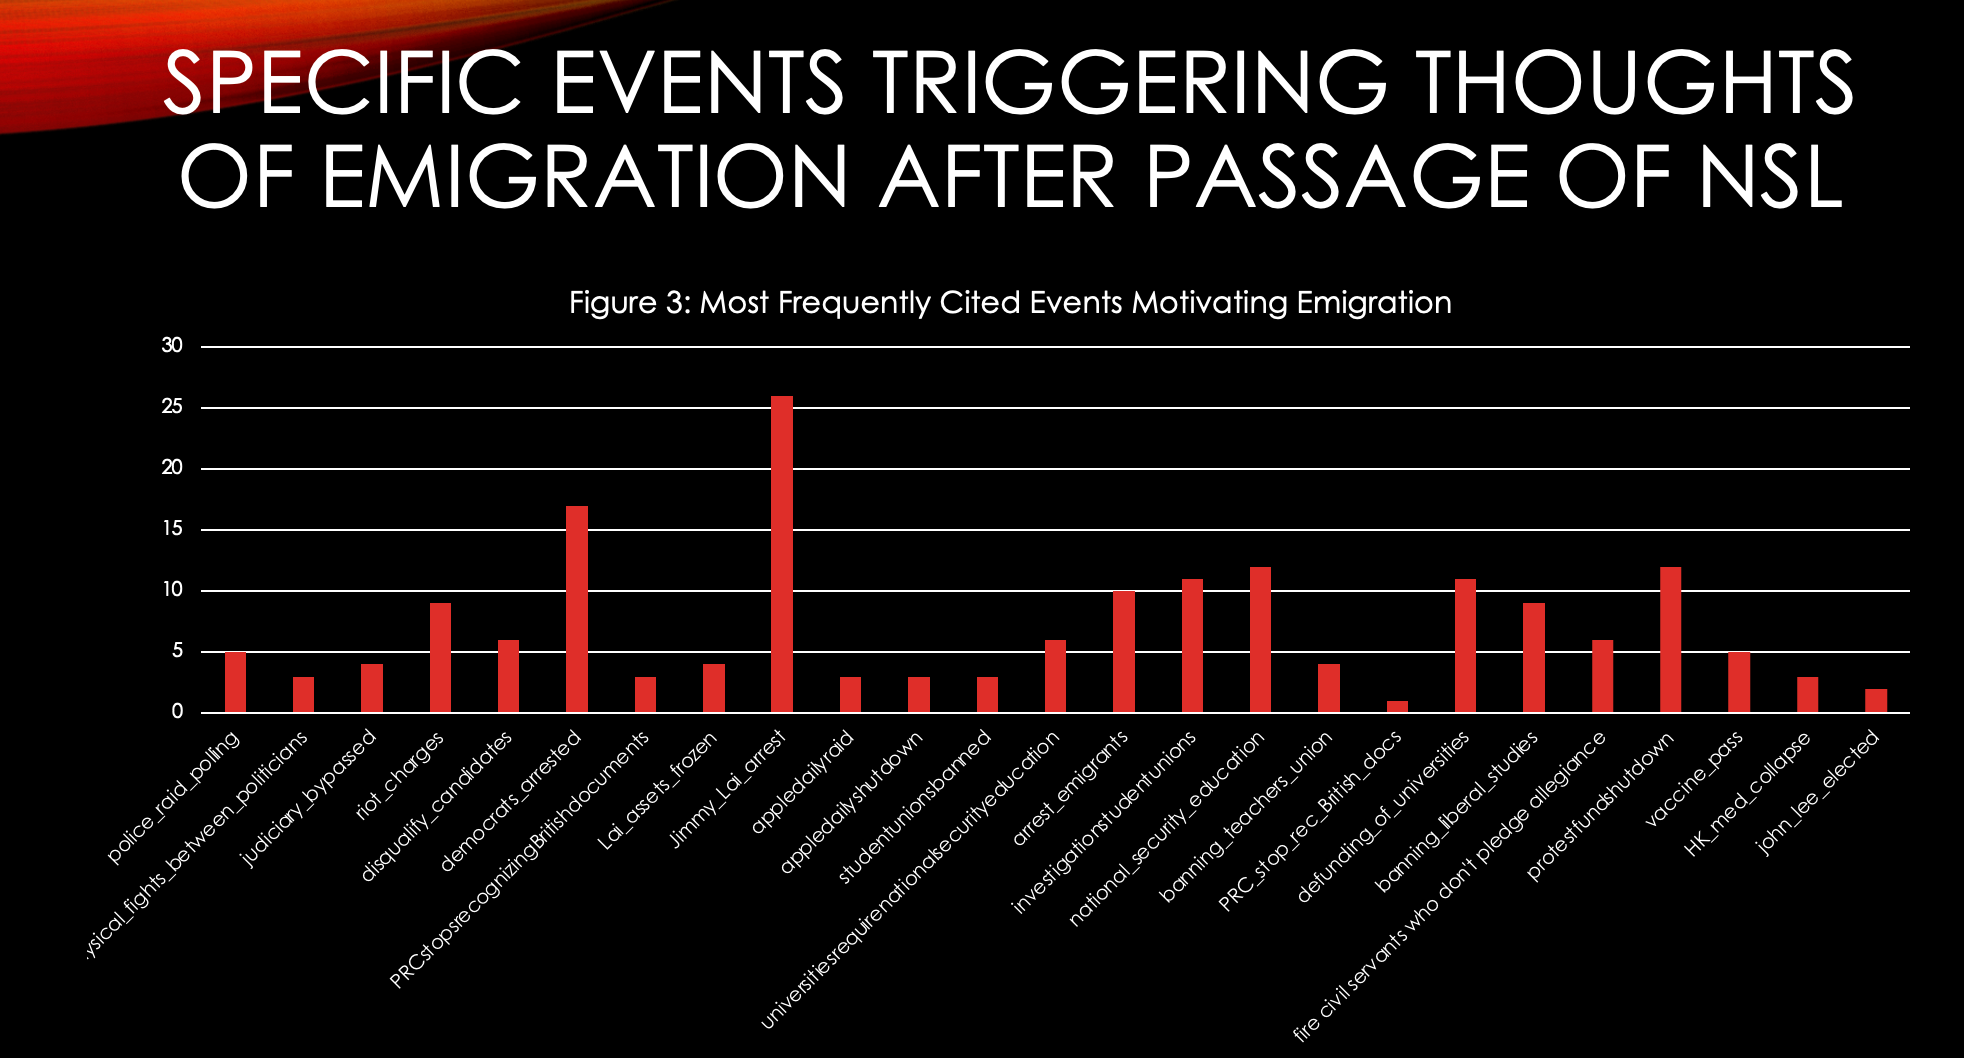 SPECIFIC EVENTS TRIGGERING THOUGHTS
OF EMIGRATION AFTER PASSAGE OF NSL
Figure 3: Most Frequently Cited Events Motivating Emigration
30
25
20
15
10
5
0
police_raid_polling
ysical_fights_between_politicians
judiciary_bypassed
riot_charges
disqualify_candidates
democrats_arrested
PRCstopsrecognizingBritishdocuments
Lai_assets_frozen
Jimmy_Lai_arrest
appledailyraid
appledailyshutdown
studentunionsbanned
universitiesrequirenationalsecurityeducation
arrest_emigrants
investigationstudentunions
national_security_education
banning_teachers_union
PRC_stop_rec_British_docs
defunding_of_universities
banning_liberal_studies
fire civil servants who don't pledge allegiance
protestfundshutdown
vaccine_pass
HK_med_collapse
john_lee_elected